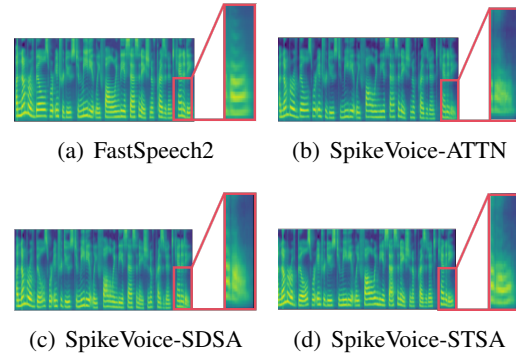 (a) FastSpeech2
(b) SpikeVoice-ATTN
(c) SpikeVoice-SDSA
(d) SpikeVoice-STSA